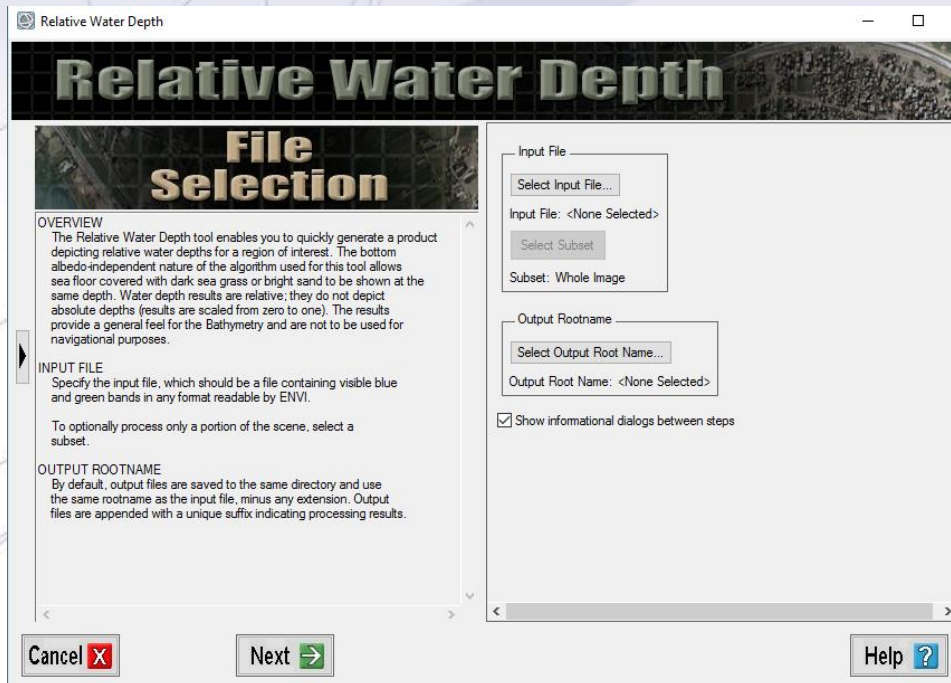 Relative Water Depth
Relative Water Depth
File
Selection
OVERVIEW
The Relative Water Depth tool enables you to quickly generate a product
depicting relative water depths for a region of interest. The bottom
albedo-independent nature of the algorithm used for this tool allows
sea floor covered with dark sea grass or bright sand to be shown at the
same depth. Water depth results are relative; they do not depict
absolute depths (results are scaled from zero to one). The results
provide a general feel for the Bathymetry and are not to be used for
navigational purposes.
INPUT FILE
Specify the input file, which should be a file containing visible blue
and green bands in any format readable by ENVI.
To optionally process only a portion of the scene, select a
subset.
OUTPUT ROOTNAME
By default, output files are saved to the same directory and use
the same rootname as the input file, minus any extension. Output
files are appended with a unique suffix indicating processing results.
Input File
Select Input File...
Input File: <None Selected>
Select Subset
Subset: Whole Image
Output Rootname
Select Output Root Name...
Output Root Name: <None Selected>
Show informational dialogs between steps
Cancel X
Next
Help ?